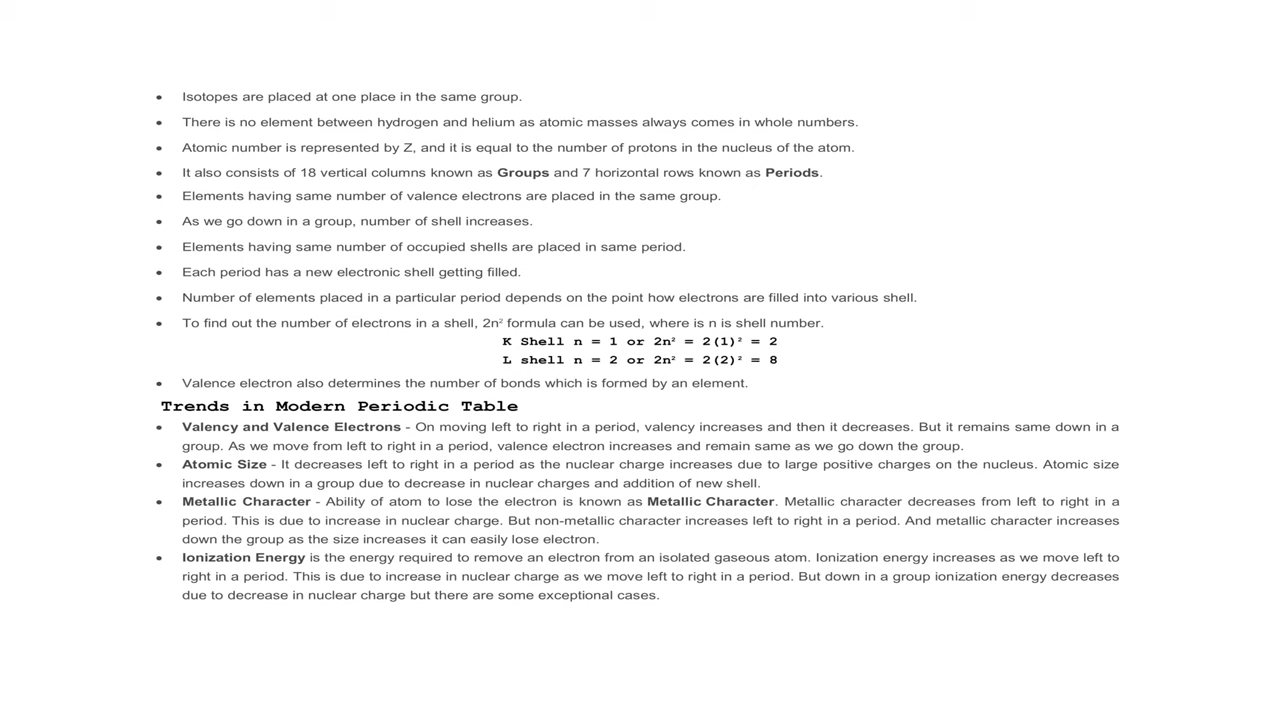 • Isotopes are placed at one place in the same group.
• There is no element between hydrogen and helium as atomic masses always comes in whole numbers.
• Atomic number is represented by Z, and it is equal to the number of protons in the nucleus of the atom.
• It also consists of 18 vertical columns known as Groups and 7 horizontal rows known as Periods.
• Elements having same number of valence electrons are placed in the same group.
• As we go down in a group, number of shell increases.
• Elements having same number of occupied shells are placed in same period.
• Each period has a new electronic shell getting filled.
• Number of elements placed in a particular period depends on the point how electrons are filled into various shell.
• To find out the number of electrons in a shell, 2n² formula can be used, where is n is shell number.
K Shell n = 1 or 2n² = 2(1)² = 2
L shell n = 2 or 2n² = 2(2)² = 8
• Valence electron also determines the number of bonds which is formed by an element.
Trends in Modern Periodic Table
• Valency and Valence Electrons - On moving left to right in a period, valency increases and then it decreases. But it remains same down in a
group. As we move from left to right in a period, valence electron increases and remain same as we go down the group.
• Atomic Size - It decreases left to right in a period as the nuclear charge increases due to large positive charges on the nucleus. Atomic size
increases down in a group due to decrease in nuclear charges and addition of new shell.
• Metallic Character - Ability of atom to lose the electron is known as Metallic Character. Metallic character decreases from left to right in a
period. This is due to increase in nuclear charge. But non-metallic character increases left to right in a period. And metallic character increases
down the group as the size increases it can easily lose electron.
• Ionization Energy is the energy required to remove an electron from an isolated gaseous atom. Ionization energy increases as we move left to
right in a period. This is due to increase in nuclear charge as we move left to right in a period. But down in a group ionization energy decreases
due to decrease in nuclear charge but there are some exceptional cases.